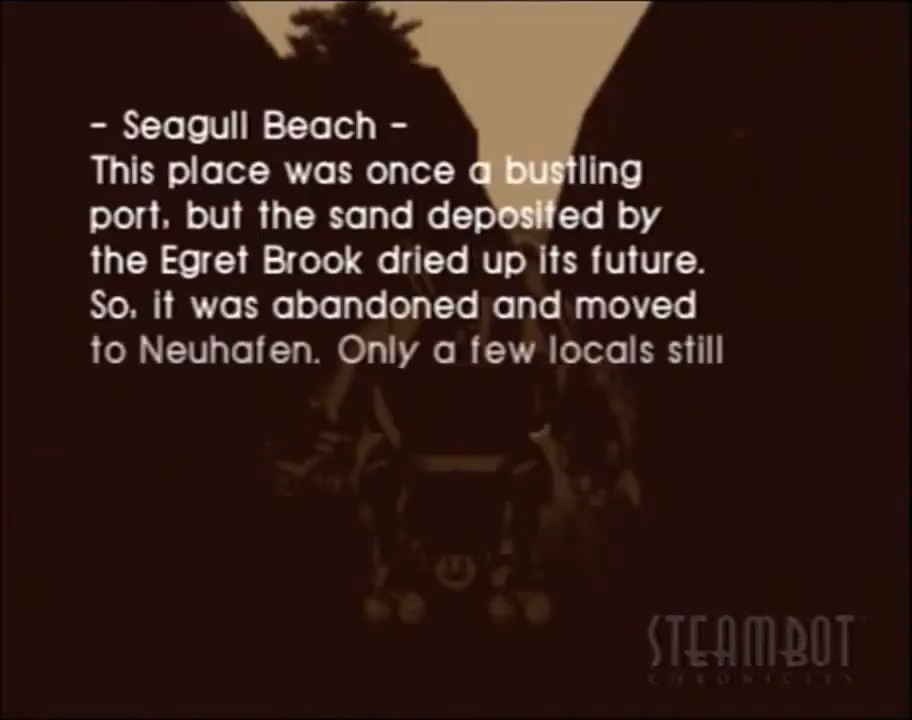 - Seagull Beach -
This place was once a bustling
port, but the sand deposited by
the Egret Brook dried up its future.
So, it was abandoned and moved
to Neuhafen. Only a few locals still
STEAMBOT
CHRONICLES